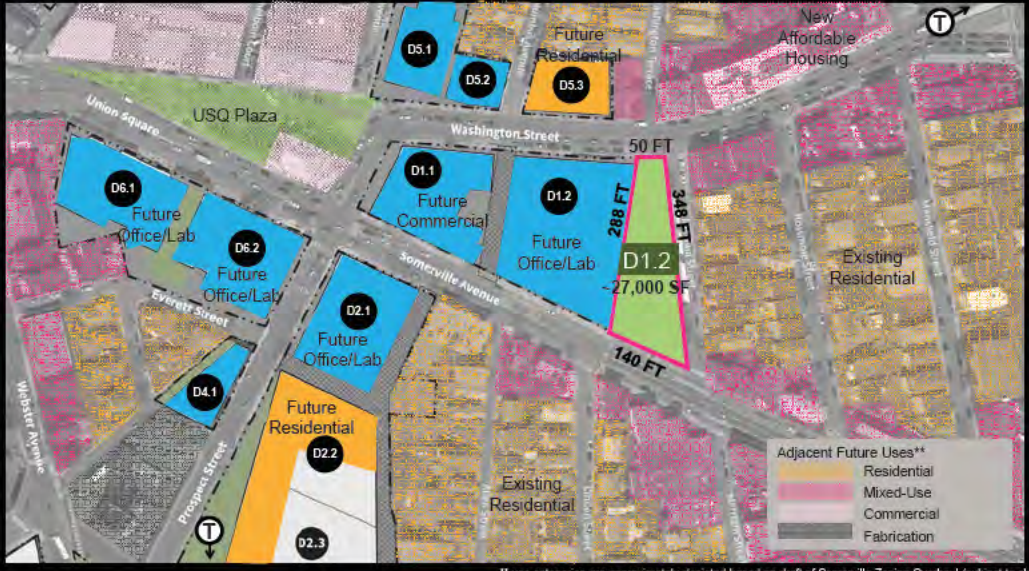 New
Affordable
Housing
T
D5.1
D5.2
Future
Residential
D5.3
USQ Plaza
Union Square
Washington Street
50 FT
D6.1
Future
Office/Lab
D6.2
Future
Office/Lab
D1.1
Future
Commercial
D1.2
Future
Office/Lab
288 FT
348 FT
D1.2
~27,000 SF
140 FT
Existing
Residential
Somerville Avenue
Everett Street
D2.1
Future
Office/Lab
D4.1
Webster Avenue
Prospect Street
Future
Residential
D2.2
D2.3
T
Existing
Residential
Adjacent Future Uses**
Residential
Mixed-Use
Commercial
Fabrication